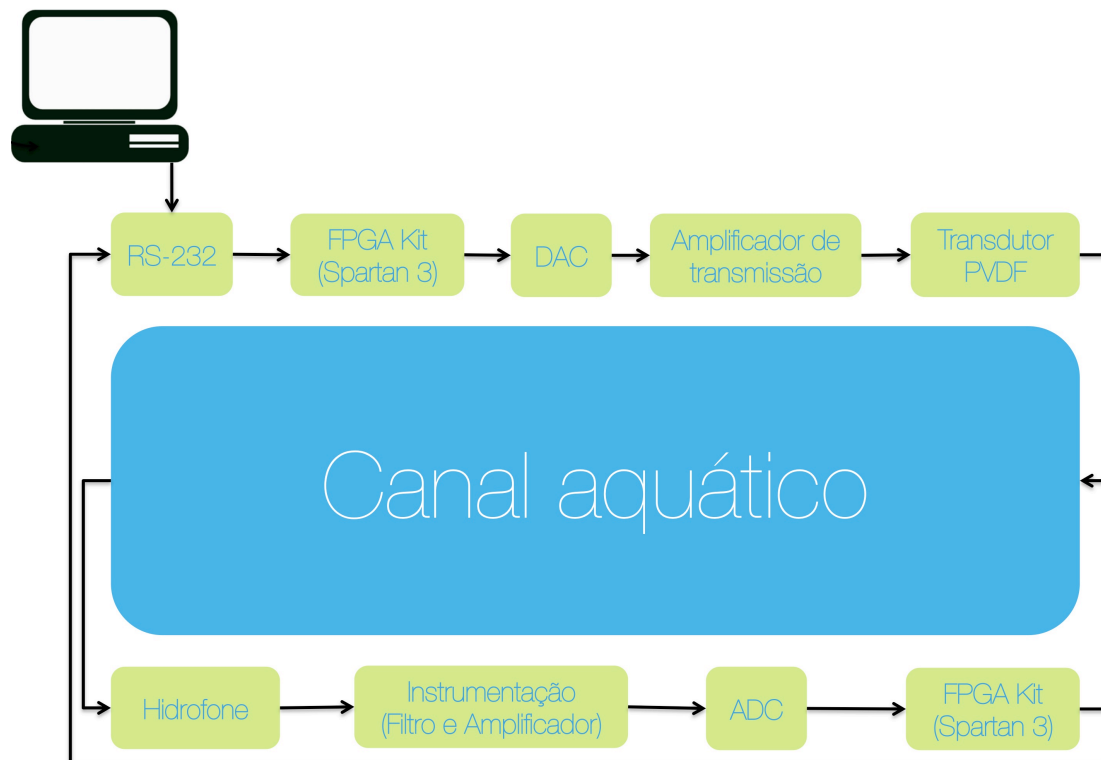 RS-232
FPGA Kit
(Spartan 3)
DAC
Amplificador de
transmissão
Transdutor
PVDF
Canal aquático
Hidrofone
Instrumentação
(Filtro e Amplificador)
ADC
FPGA Kit
(Spartan 3)